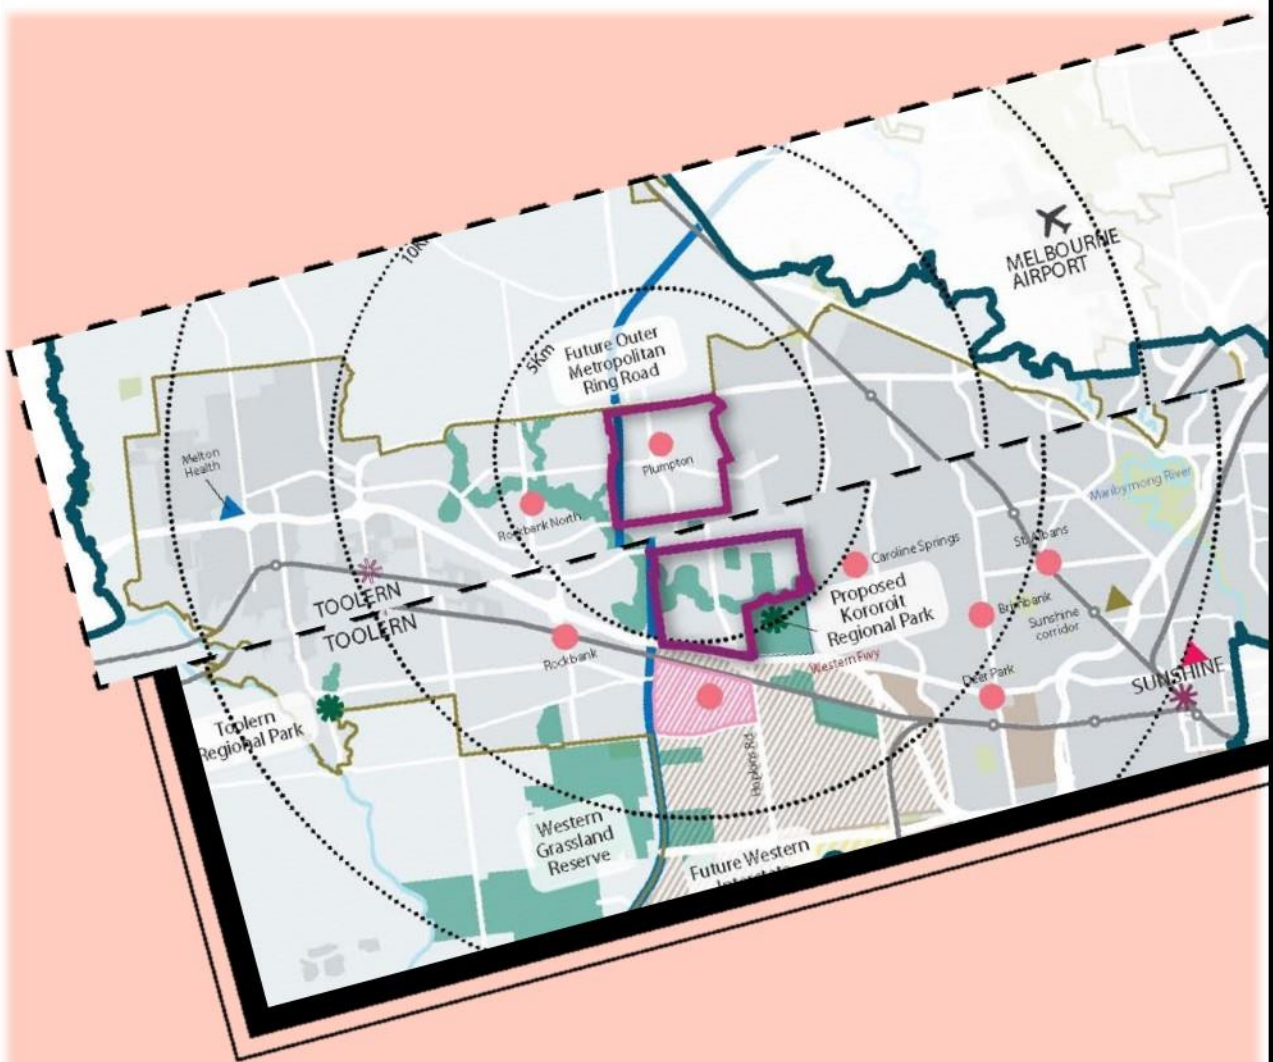 10K
MELBOURNE
AIRPORT
5Km
Future Outer
Metropolitan
Ring Road
Melton
Health
Plumpton
Maribyrnong River
Rockbank North
St Albans
Caroline Springs
TOOLERN
TOOLERN
Proposed
Kororoit
Regional Park
Brimbank
Sunshine
corridor
Rockbank
Western Fwy
Deer Park
SUNSHINE
Toolern
Regional Park
Hopkins Rd
Western
Grassland
Reserve
Future Western